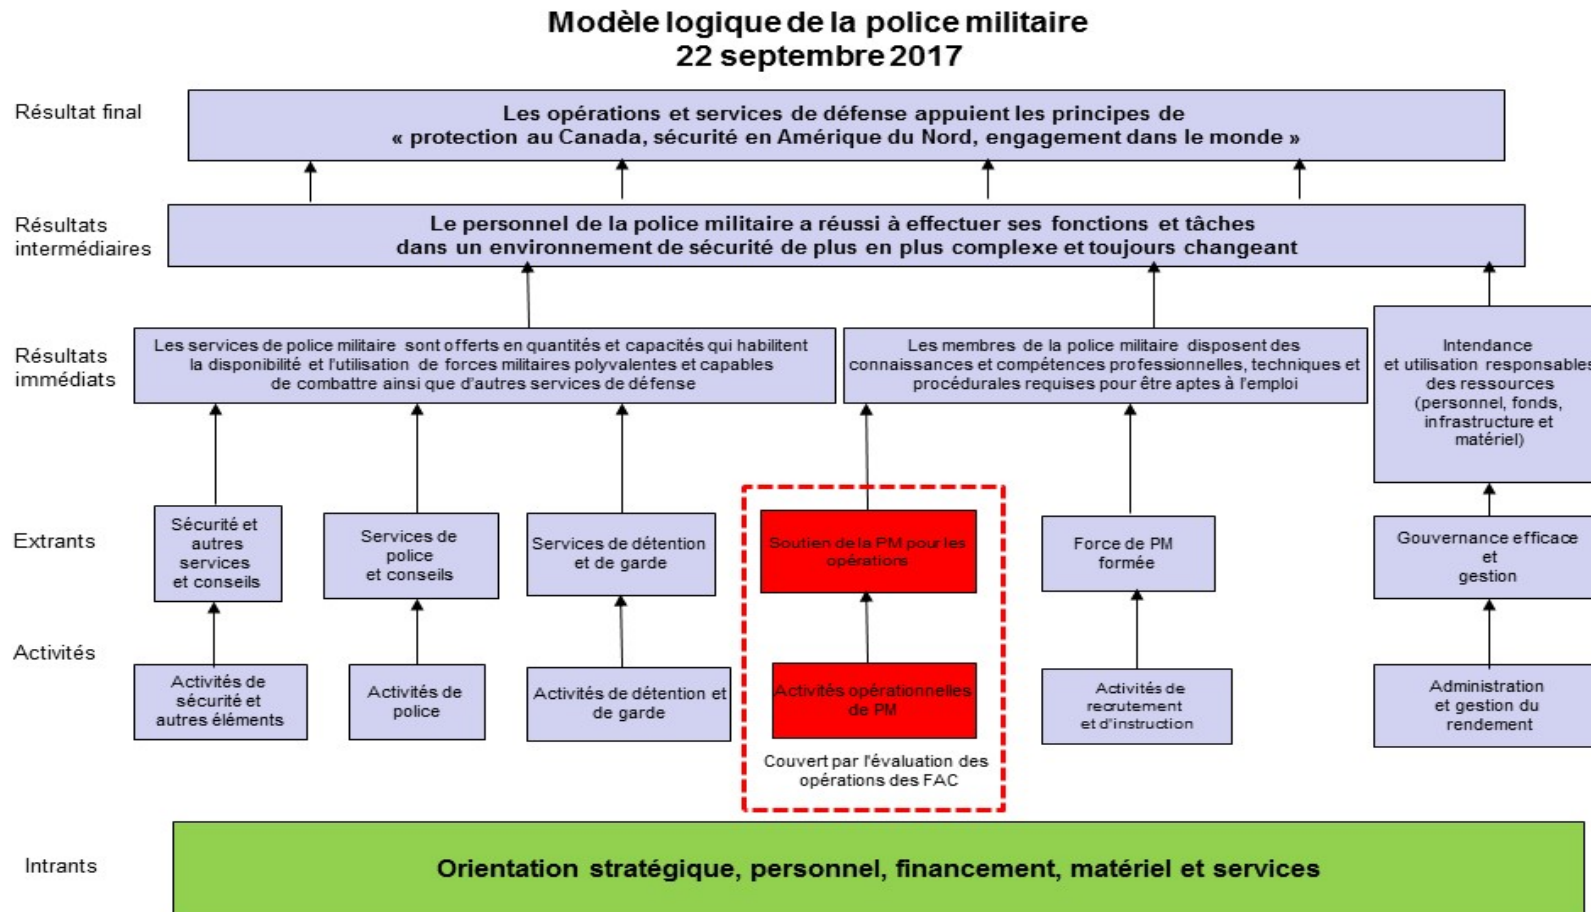 Modèle logique de la police militaire
22 septembre 2017
Résultat final
Les opérations et services de défense appuient les principes de
« protection au Canada, sécurité en Amérique du Nord, engagement dans le monde »
Résultats
intermédiaires
Le personnel de la police militaire a réussi à effectuer ses fonctions et tâches
dans un environnement de sécurité de plus en plus complexe et toujours changeant
Résultats
immédiats
Les services de police militaire sont offerts en quantités et capacités qui habilitent
la disponibilité et l'utilisation de forces militaires polyvalentes et capables
de combattre ainsi que d'autres services de défense
Les membres de la police militaire disposent des
connaissances et compétences professionnelles, techniques et
procédurales requises pour être aptes à l'emploi
Intendance
et utilisation responsables
des ressources
(personnel, fonds,
infrastructure et
matériel)
Extrants
Sécurité et
autres
services
et conseils
Services de
police
et conseils
Services de détention
et de garde
Soutien de la PM pour les
opérations
Force de PM
formée
Gouvernance efficace
et
gestion
Activités
Activités de
sécurité et
autres éléments
Activités de
police
Activités de détention et
de garde
Activités opérationnelles
de PM
Activités de
recrutement
et d'instruction
Administration
et gestion du
rendement
Couvert par l'évaluation des
opérations des FAC
Intrants
Orientation stratégique, personnel, financement, matériel et services